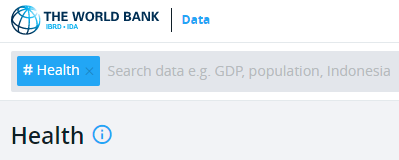 THE WORLD BANK
IBRD • IDA
Data
# Health × Search data e.g. GDP, population, Indonesia
Health